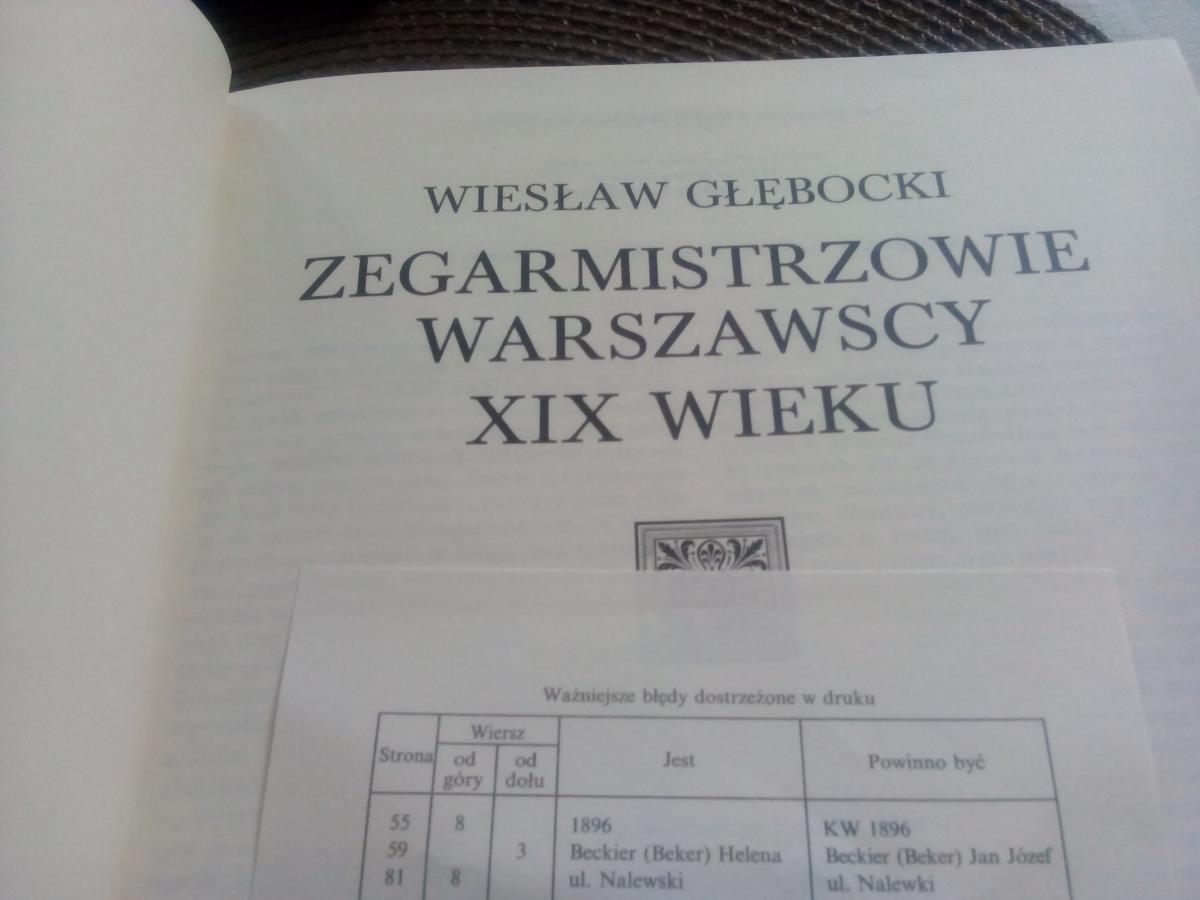 WIESŁAW GŁĘBOCKI
ZEGARMISTRZOWIE
WARSZAWSCY
XIX WIEKU
Ważniejsze błędy dostrzeżone w druku
Strona Wiersz Jest Powinno być
od góry od dołu
55 8 1896 KW 1896
59 3 Beckier (Beker) Helena Beckier (Beker) Jan Józef
81 8 ul. Nalewski ul. Nalewki